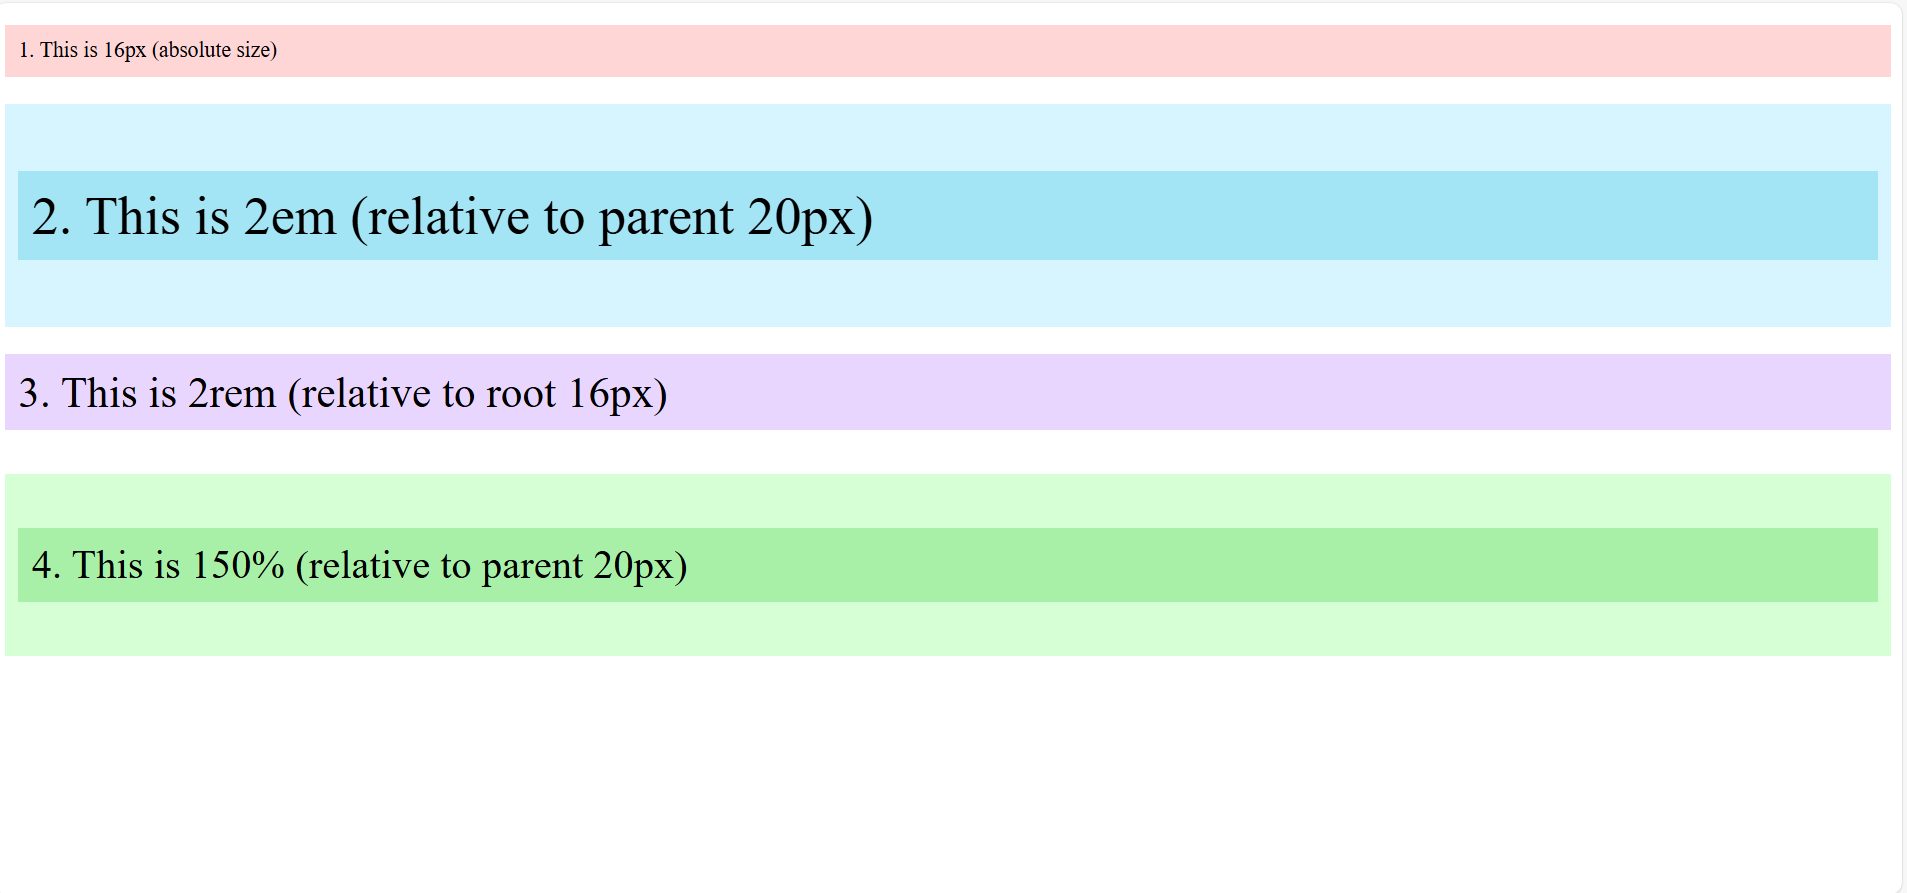 1. This is 16px (absolute size)
2. This is 2em (relative to parent 20px)
3. This is 2rem (relative to root 16px)
4. This is 150% (relative to parent 20px)